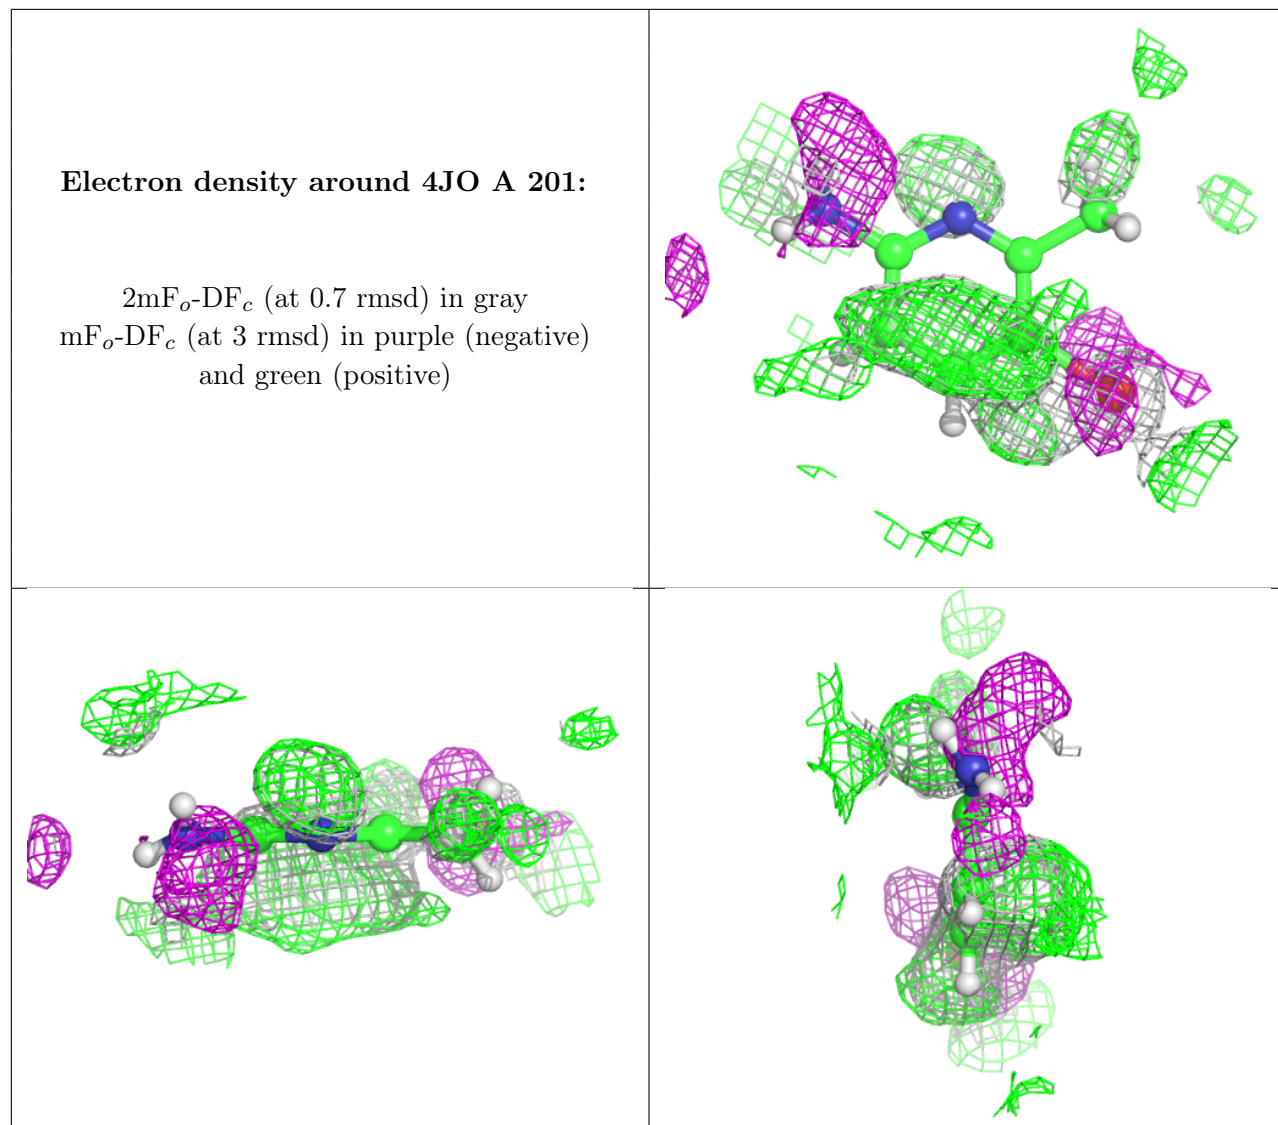 Electron density around 4JO A 201:
2mFo-DFc (at 0.7 rmsd) in gray
mFo-DFc (at 3 rmsd) in purple (negative)
and green (positive)